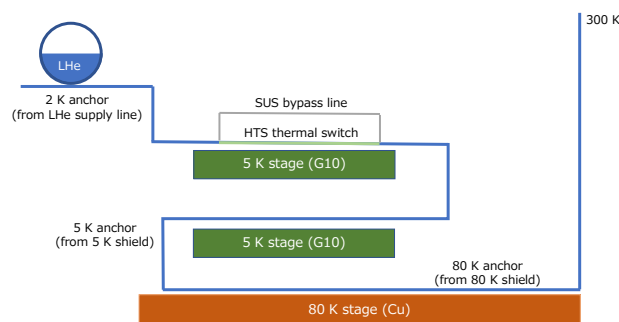 300 K
LHe
2 K anchor
(from LHe supply line)
SUS bypass line
HTS thermal switch
5 K stage (G10)
5 K anchor
(from 5 K shield)
5 K stage (G10)
80 K anchor
(from 80 K shield)
80 K stage (Cu)